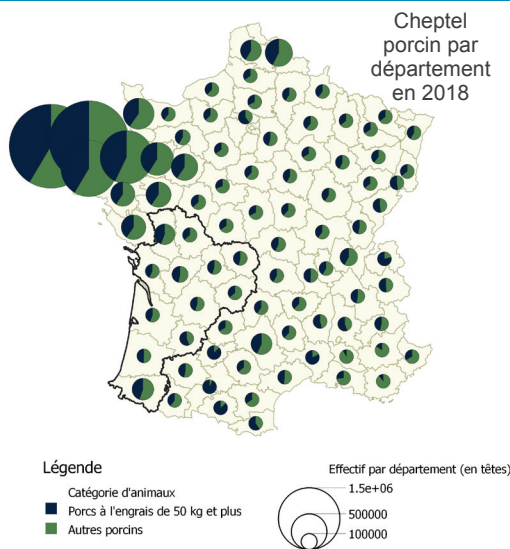 Cheptel
porcin par
département
en 2018
Légende
Catégorie d'animaux
Porcs à l'engrais de 50 kg et plus
Autres porcins
Effectif par département (en têtes)
1.5e+06
500000
100000